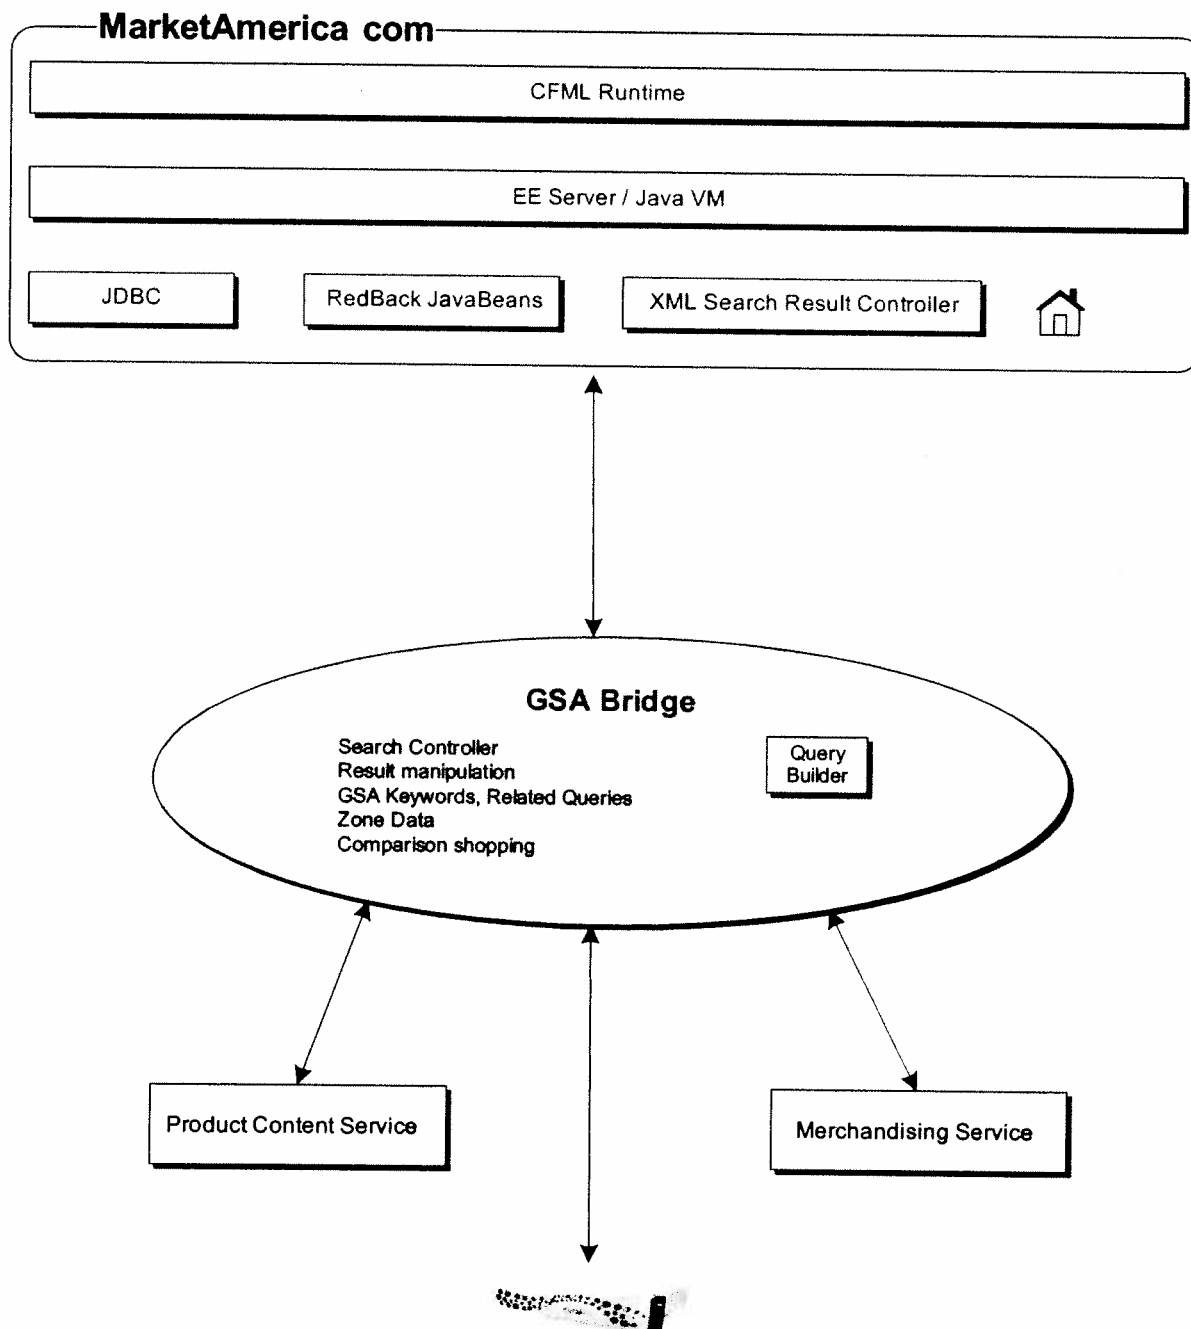 MarketAmerica com
CFML Runtime
EE Server / Java VM
JDBC
RedBack JavaBeans
XML Search Result Controller
GSA Bridge
Search Controller
Result manipulation
GSA Keywords, Related Queries
Zone Data
Comparison shopping
Query
Builder
Product Content Service
Merchandising Service